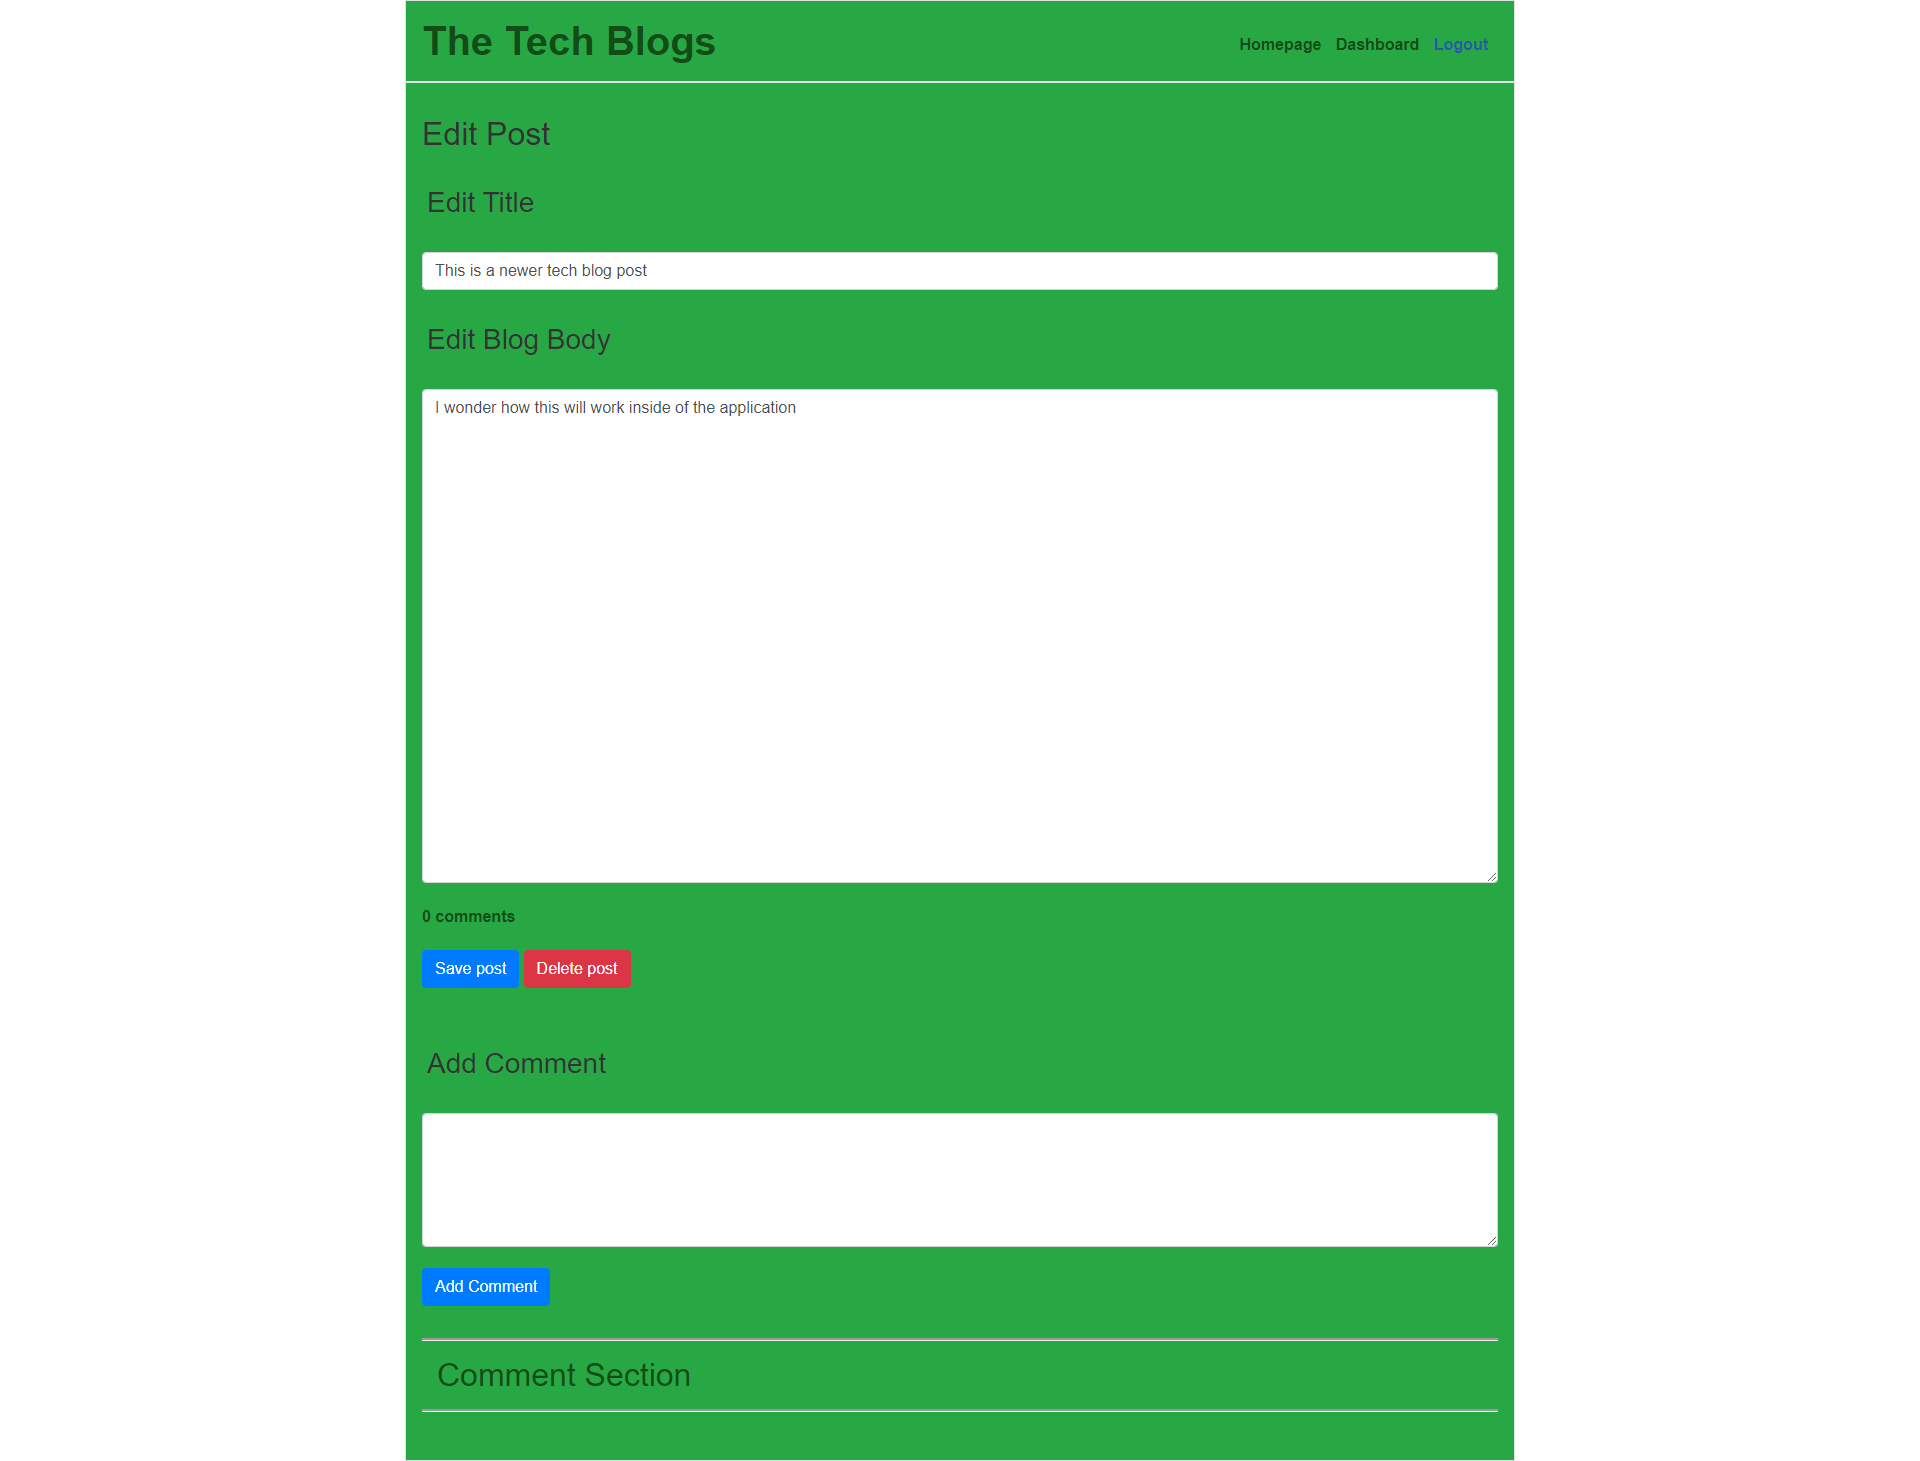 The Tech Blogs
Homepage Dashboard Logout
Edit Post
Edit Title
This is a newer tech blog post
Edit Blog Body
I wonder how this will work inside of the application
0 comments
Save post Delete post
Add Comment
Add Comment
Comment Section